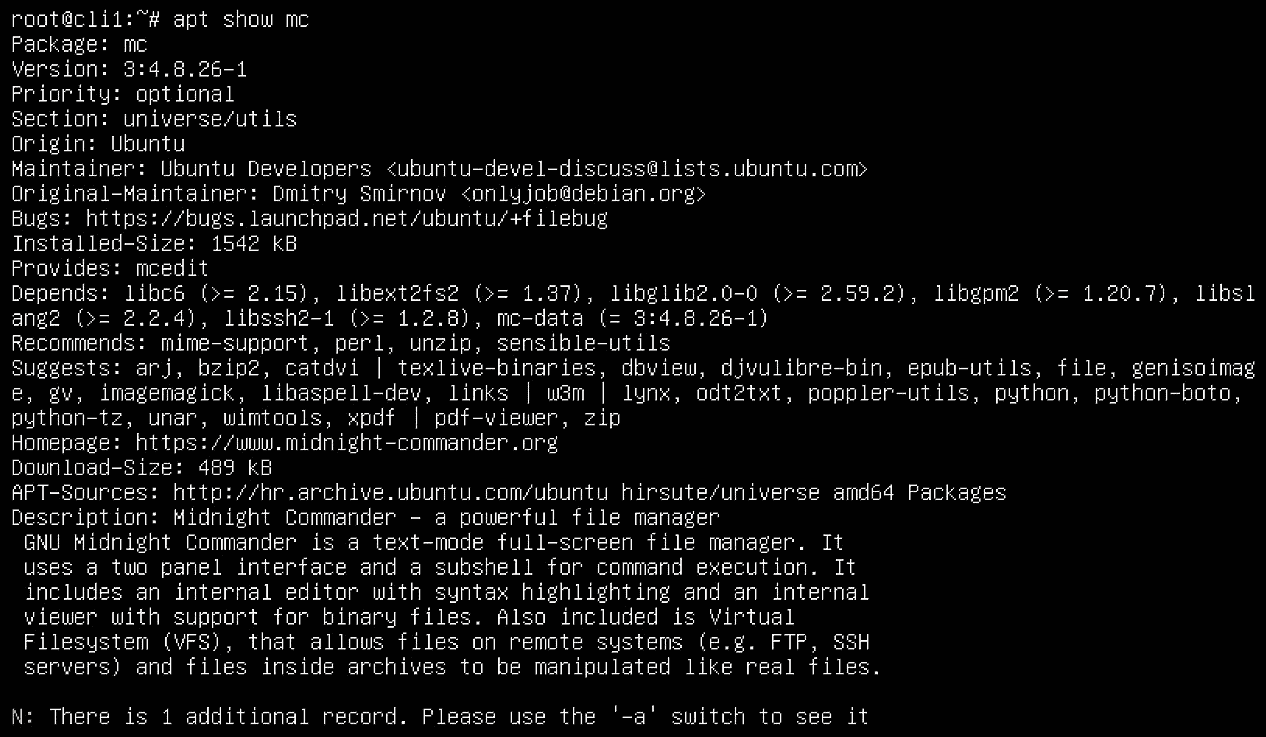 root@cli1:~# apt show mc
Package: mc
Version: 3:4.8.26-1
Priority: optional
Section: universe/utils
Origin: Ubuntu
Maintainer: Ubuntu Developers <ubuntu-devel-discuss@lists.ubuntu.com>
Original-Maintainer: Dmitry Smirnov <onlyjob@debian.org>
Bugs: https://bugs.launchpad.net/ubuntu/+filebug
Installed-Size: 1542 kB
Provides: mcedit
Depends: libc6 (>= 2.15), libext2fs2 (>= 1.37), libglib2.0-0 (>= 2.59.2), libgpm2 (>= 1.20.7), libsl
ang2 (>= 2.2.4), libssh2-1 (>= 1.2.8), mc-data (= 3:4.8.26-1)
Recommends: mime-support, perl, unzip, sensible-utils
Suggests: arj, bzip2, catdvi | texlive-binaries, dbview, djvulibre-bin, epub-utils, file, genisoimag
e, gv, imagemagick, libaspell-dev, links | w3m | lynx, odt2txt, poppler-utils, python, python-boto,
python-tz, unar, wimtools, xpdf | pdf-viewer, zip
Homepage: https://www.midnight-commander.org
Download-Size: 489 kB
APT-Sources: http://hr.archive.ubuntu.com/ubuntu hirsute/universe amd64 Packages
Description: Midnight Commander - a powerful file manager
 GNU Midnight Commander is a text-mode full-screen file manager. It
 uses a two panel interface and a subshell for command execution. It
 includes an internal editor with syntax highlighting and an internal
 viewer with support for binary files. Also included is Virtual
 Filesystem (VFS), that allows files on remote systems (e.g. FTP, SSH
 servers) and files inside archives to be manipulated like real files.

N: There is 1 additional record. Please use the '-a' switch to see it